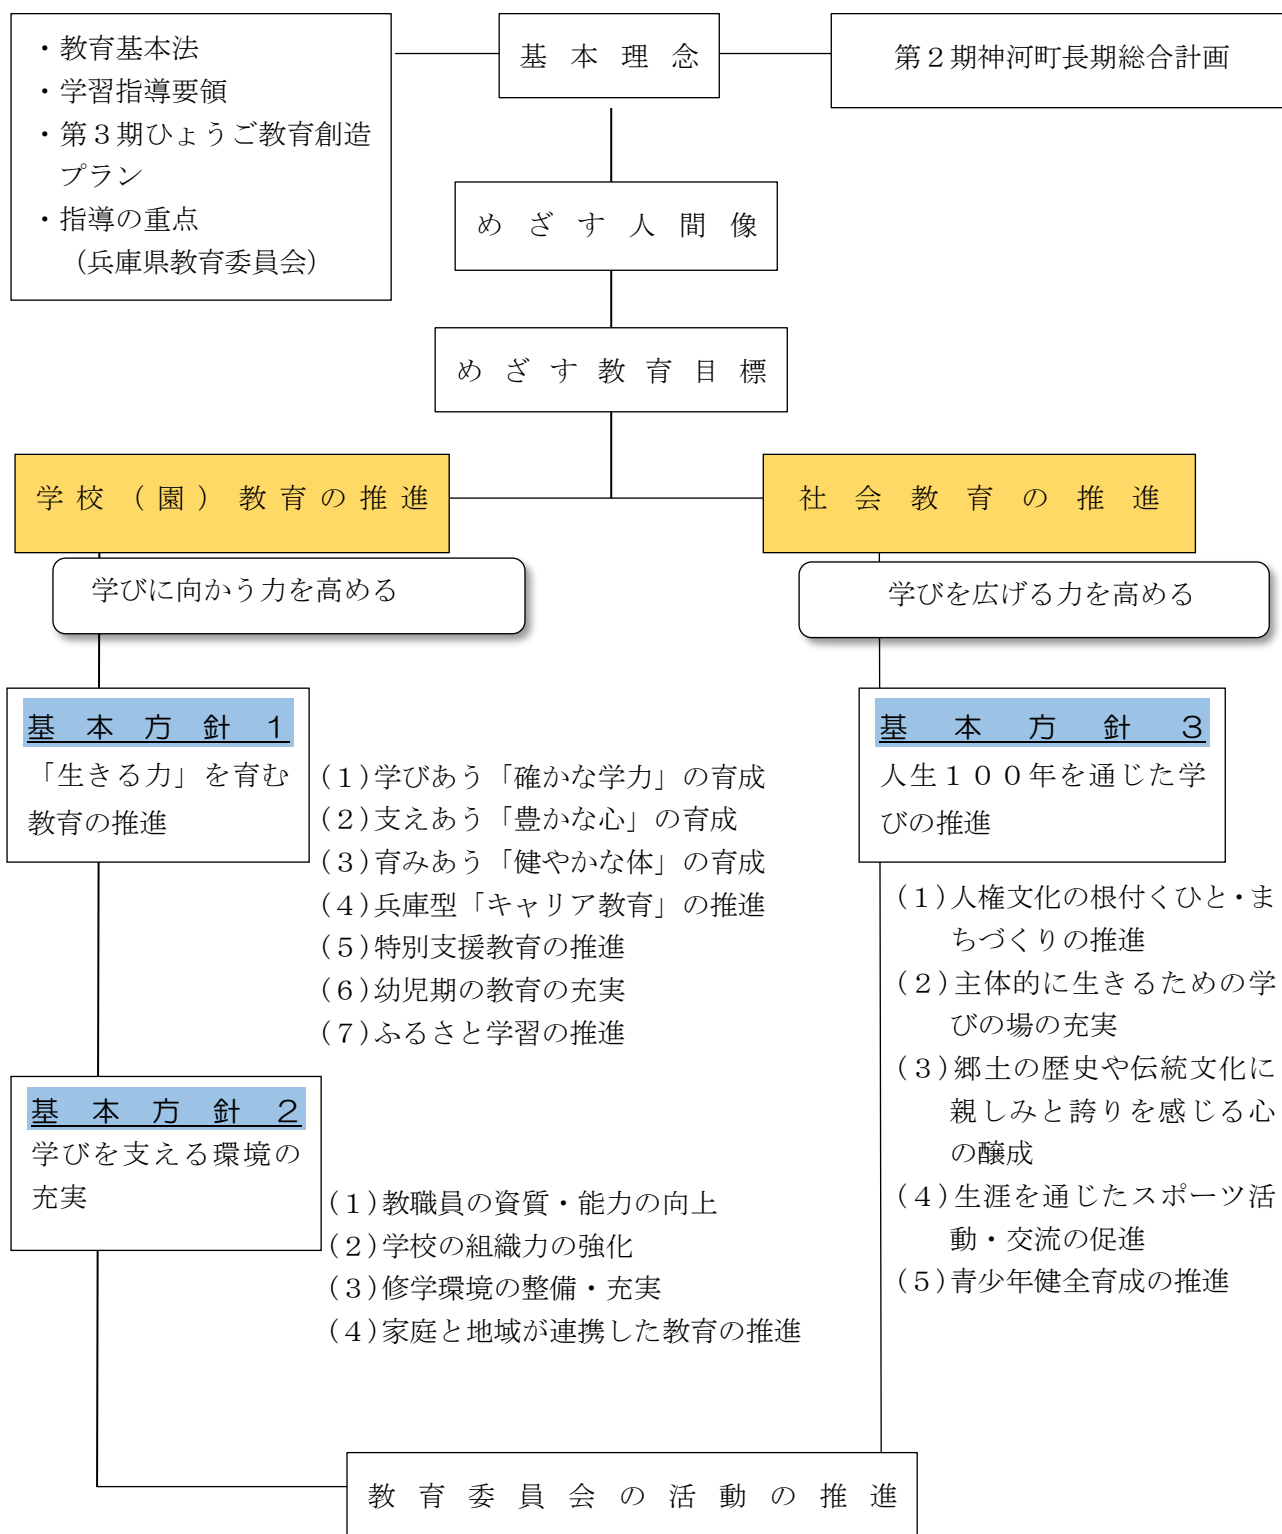 ・教育基本法
・学習指導要領
・第３期ひょうご教育創造
プラン
・指導の重点
（兵庫県教育委員会）
基本理念
第２期神河町長期総合計画
めざす人間像
めざす教育目標
学校（園）教育の推進
社会教育の推進
学びに向かう力を高める
学びを広げる力を高める
基本方針１
「生きる力」を育む
教育の推進
(１)学びあう「確かな学力」の育成
(２)支えあう「豊かな心」の育成
(３)育みあう「健やかな体」の育成
(４)兵庫型「キャリア教育」の推進
(５)特別支援教育の推進
(６)幼児期の教育の充実
(７)ふるさと学習の推進
基本方針２
学びを支える環境の
充実
(１)教職員の資質・能力の向上
(２)学校の組織力の強化
(３)修学環境の整備・充実
(４)家庭と地域が連携した教育の推進
基本方針３
人生１００年を通じた学
びの推進
(１)人権文化の根付くひと・ま
ちづくりの推進
(２)主体的に生きるための学
びの場の充実
(３)郷土の歴史や伝統文化に
親しみと誇りを感じる心
の醸成
(４)生涯を通じたスポーツ活
動・交流の促進
(５)青少年健全育成の推進
教育委員会の活動の推進